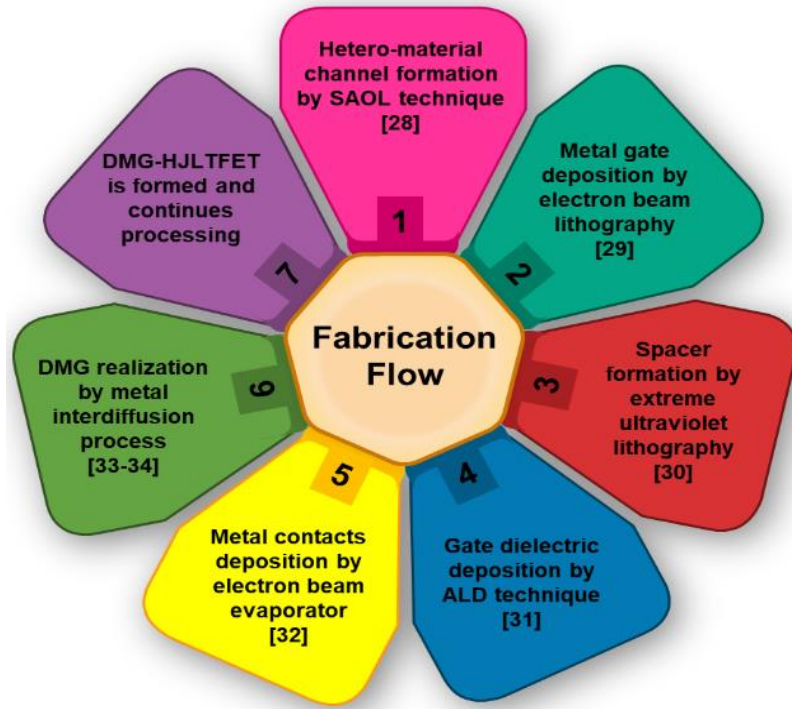 Fabrication
Flow
1
Hetero-material
channel formation
by SAOL technique
[28]
2
Metal gate
deposition by
electron beam
lithography
[29]
3
Spacer
formation by
extreme
ultraviolet
lithography
[30]
4
Gate dielectric
deposition by
ALD technique
[31]
5
Metal contacts
deposition by
electron beam
evaporator
[32]
6
DMG realization
by metal
interdiffusion
process
[33-34]
7
DMG-HJLTFET
is formed and
continues
processing